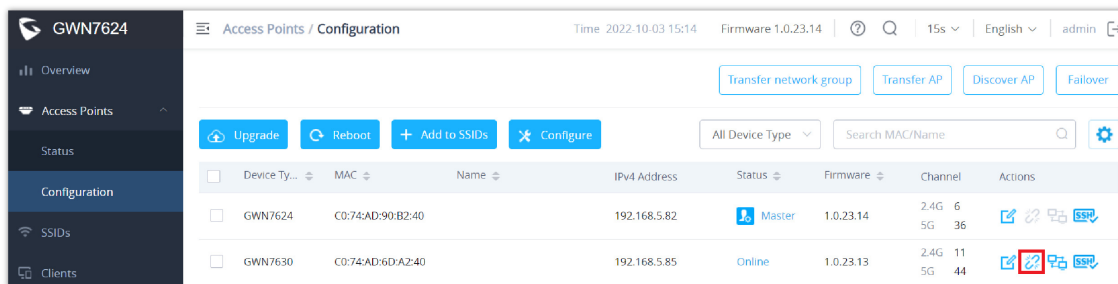 GWN7624
Access Points / Configuration
Time 2022-10-03 15:14
Firmware 1.0.23.14
15s
English
admin
Overview
Access Points
Status
Configuration
SSIDs
Clients
Transfer network group
Transfer AP
Discover AP
Failover
Upgrade
Reboot
+ Add to SSIDs
Configure
All Device Type
Search MAC/Name
Device Ty... MAC Name IPv4 Address Status Firmware Channel Actions
GWN7624 C0:74:AD:90:B2:40 192.168.5.82 Master 1.0.23.14 2.4G 6
5G 36
SSH
GWN7630 C0:74:AD:6D:A2:40 192.168.5.85 Online 1.0.23.13 2.4G 11
5G 44
SSH